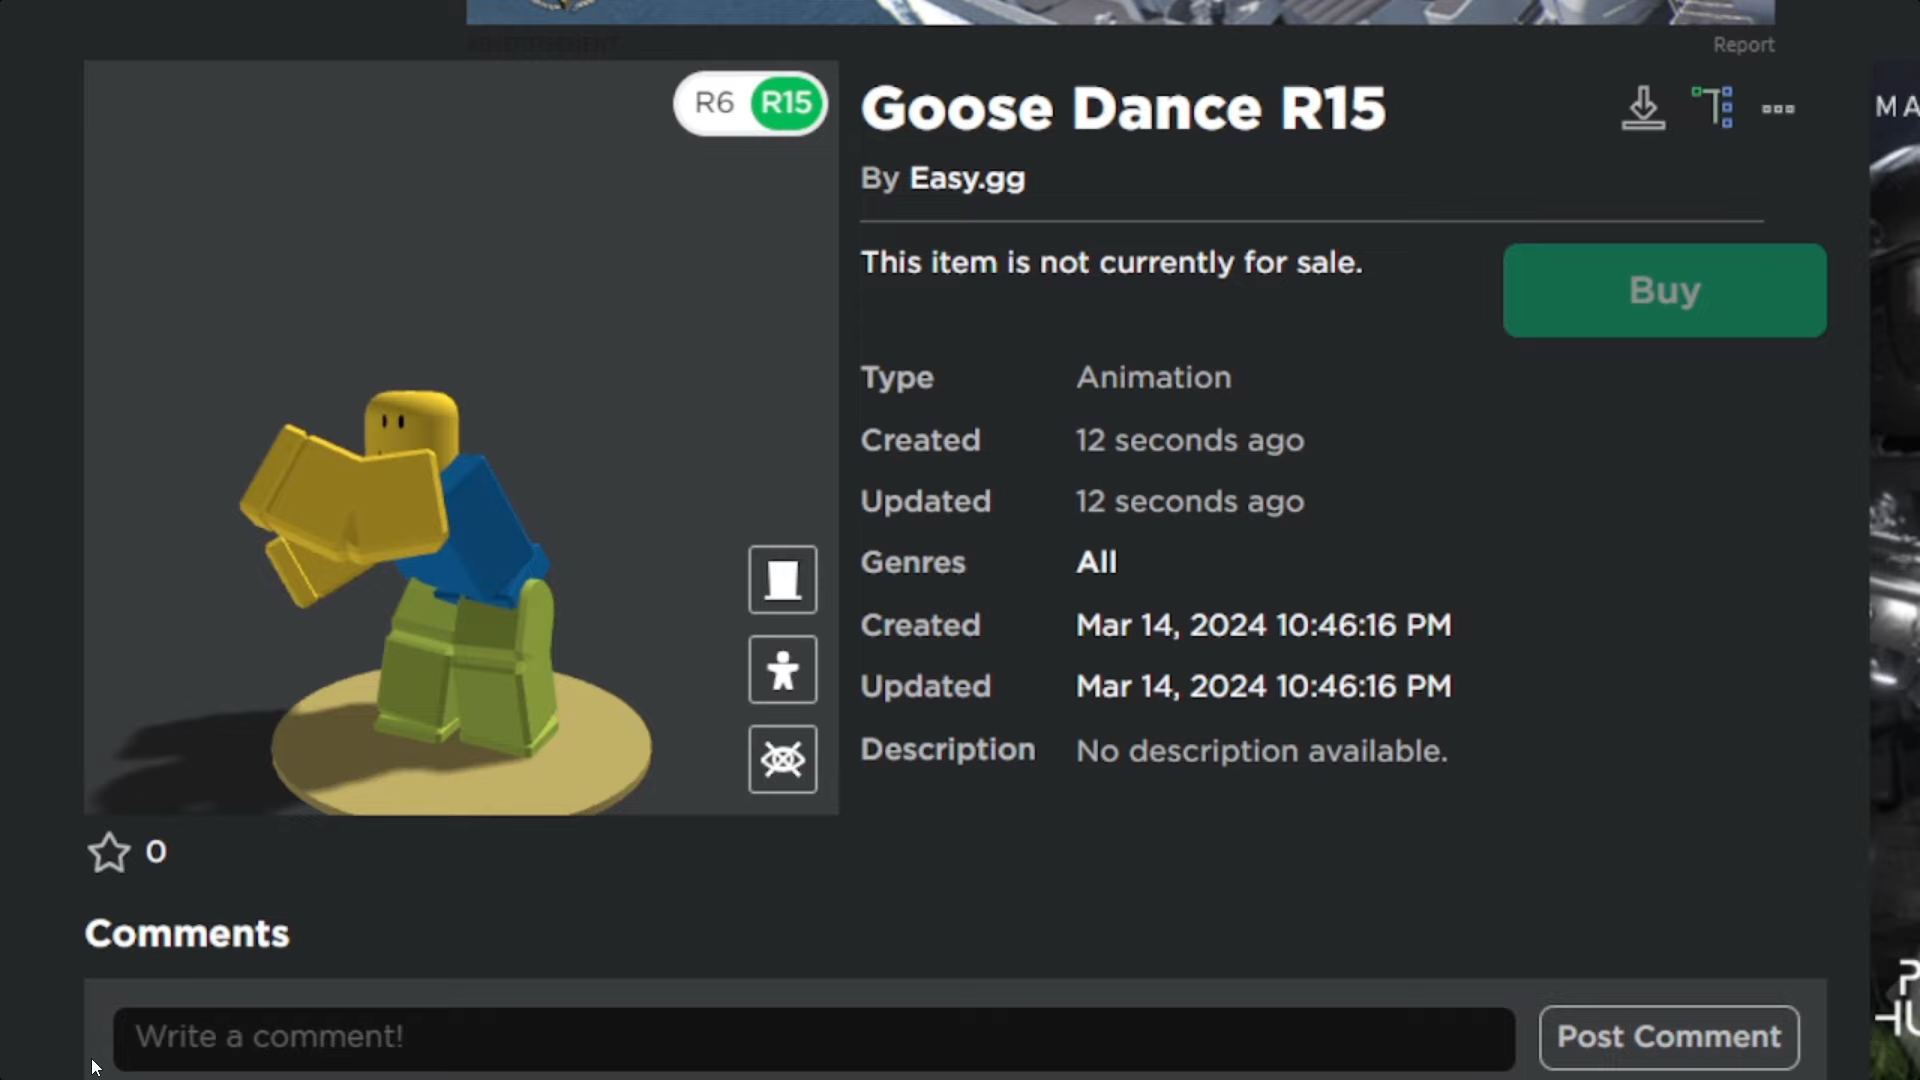 ADVERTISEMENT
Report
R6 R15
Goose Dance R15
By Easy.gg
This item is not currently for sale.
Buy
Type Animation
Created 12 seconds ago
Updated 12 seconds ago
Genres All
Created Mar 14, 2024 10:46:16 PM
Updated Mar 14, 2024 10:46:16 PM
Description No description available.
0
Comments
Write a comment!
Post Comment
MA